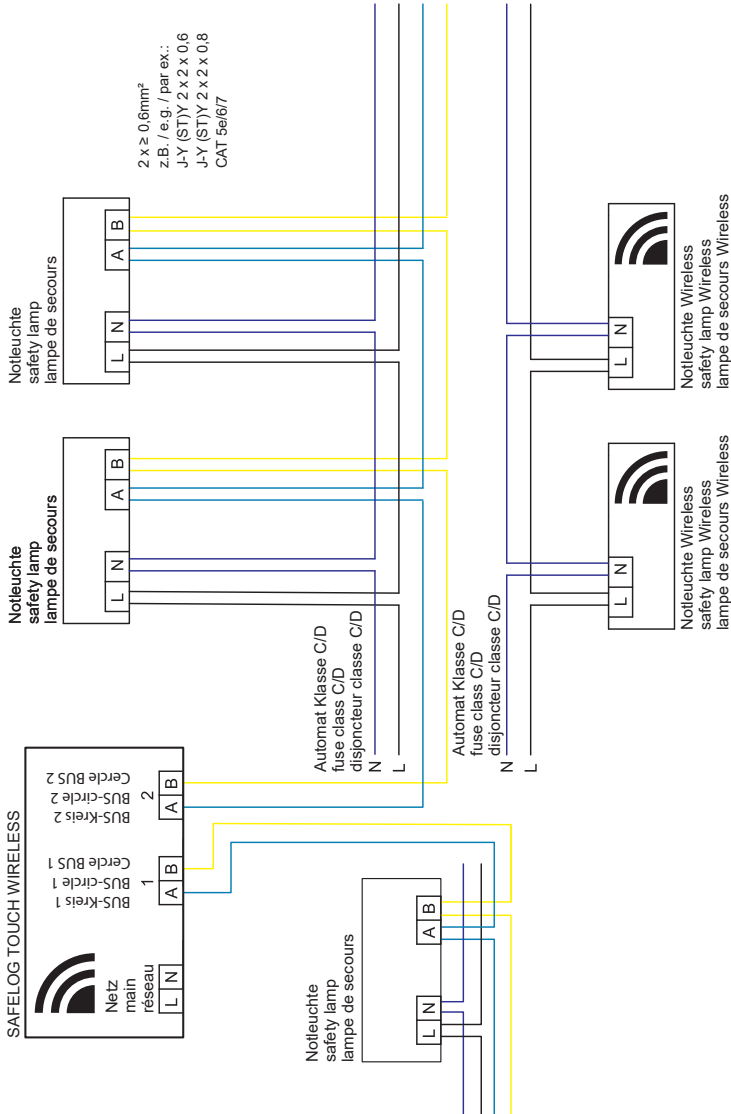 SAFELOG TOUCH WIRELESS
Netz
main
réseau
L N
BUS-Kreis 1
BUS-circle 1
Cercle BUS 1
1
A B
BUS-Kreis 2
BUS-circle 2
Cercle BUS 2
2
A B
Notleuchte
safety lamp
lampe de secours
L N A B
Notleuchte
safety lamp
lampe de secours
L N A B
Notleuchte
safety lamp
lampe de secours
L N A B
2 x ≥ 0,6mm²
z.B. / e.g. / par ex.:
J-Y (ST)Y 2 x 2 x 0,6
J-Y (ST)Y 2 x 2 x 0,8
CAT 5e/6/7
Automat Klasse C/D
fuse class C/D
disjoncteur classe C/D
N
L
Automat Klasse C/D
fuse class C/D
disjoncteur classe C/D
N
L
L N
Notleuchte Wireless
safety lamp Wireless
lampe de secours Wireless
L N
Notleuchte Wireless
safety lamp Wireless
lampe de secours Wireless